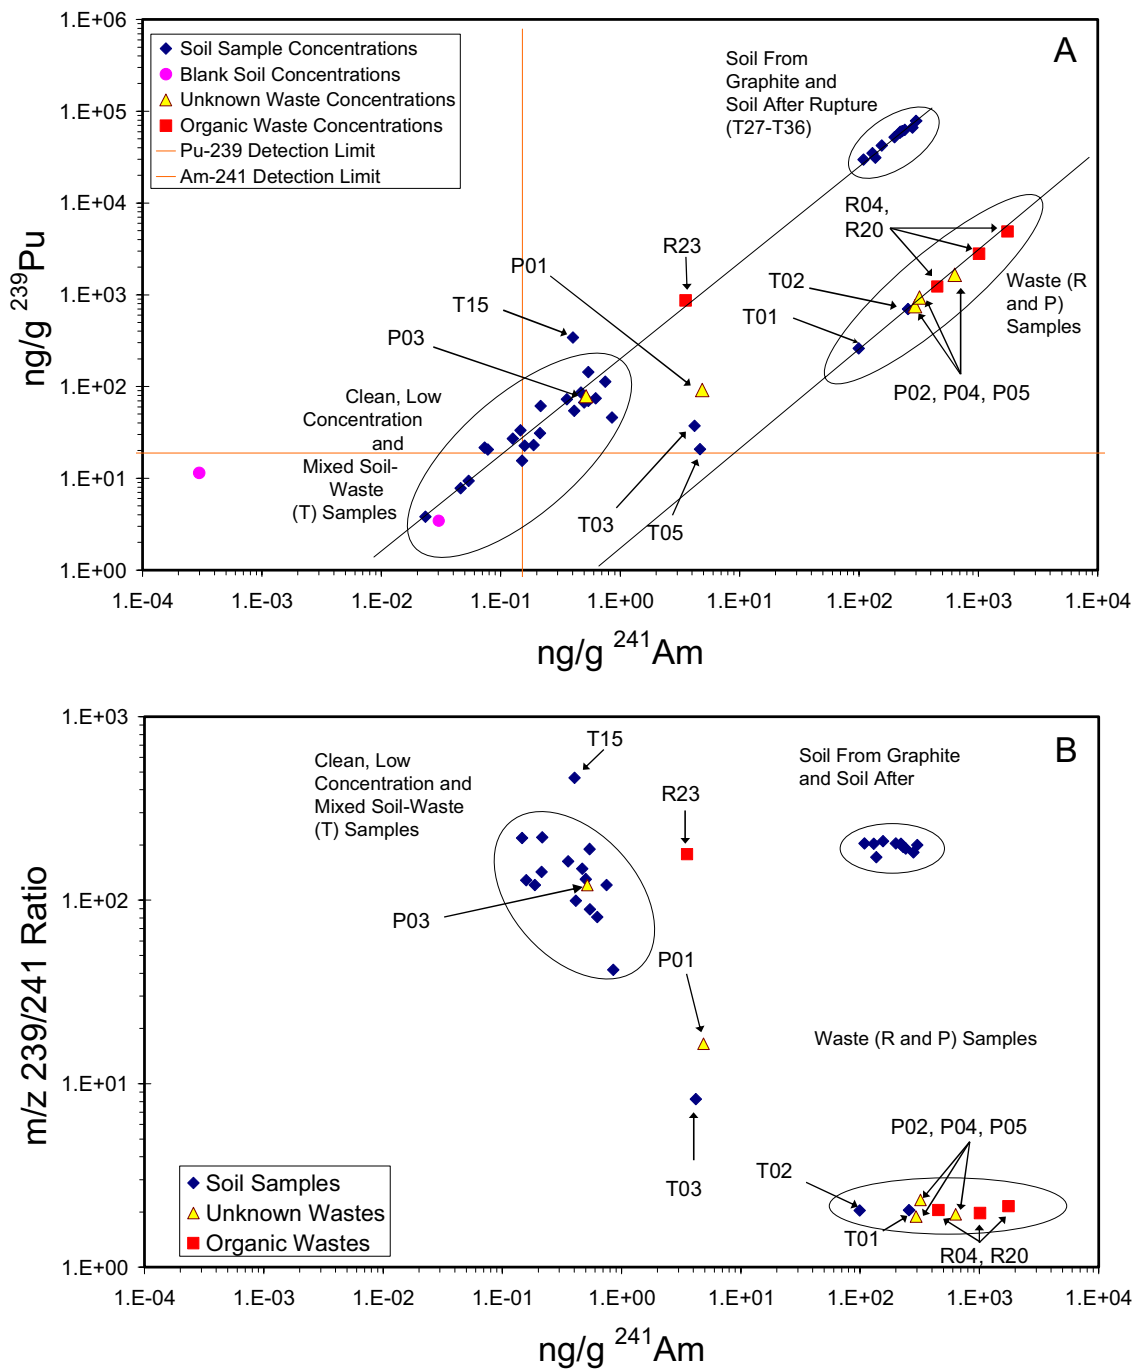 1.E+06
1.E+05
1.E+04
1.E+03
1.E+02
1.E+01
1.E+00
ng/g 239Pu
Soil Sample Concentrations
Blank Soil Concentrations
Unknown Waste Concentrations
Organic Waste Concentrations
Pu-239 Detection Limit
Am-241 Detection Limit
A
Soil From
Graphite and
Soil After Rupture
(T27-T36)
R04,
R20
R23
P01
T15
P03
T02
T01
Waste (R
and P)
Samples
P02, P04, P05
Clean, Low
Concentration
and
Mixed Soil-
Waste
(T) Samples
T03
T05
1.E-04
1.E-03
1.E-02
1.E-01
1.E+00
1.E+01
1.E+02
1.E+03
1.E+04
ng/g 241Am
1.E+03
1.E+02
1.E+01
1.E+00
m/z 239/241 Ratio
B
T15
Clean, Low
Concentration and
Mixed Soil-Waste
(T) Samples
Soil From Graphite
and Soil After
R23
P03
P01
Waste (R and P) Samples
P02, P04, P05
T02
T03
T01
R04, R20
Soil Samples
Unknown Wastes
Organic Wastes
1.E-04
1.E-03
1.E-02
1.E-01
1.E+00
1.E+01
1.E+02
1.E+03
1.E+04
ng/g 241Am